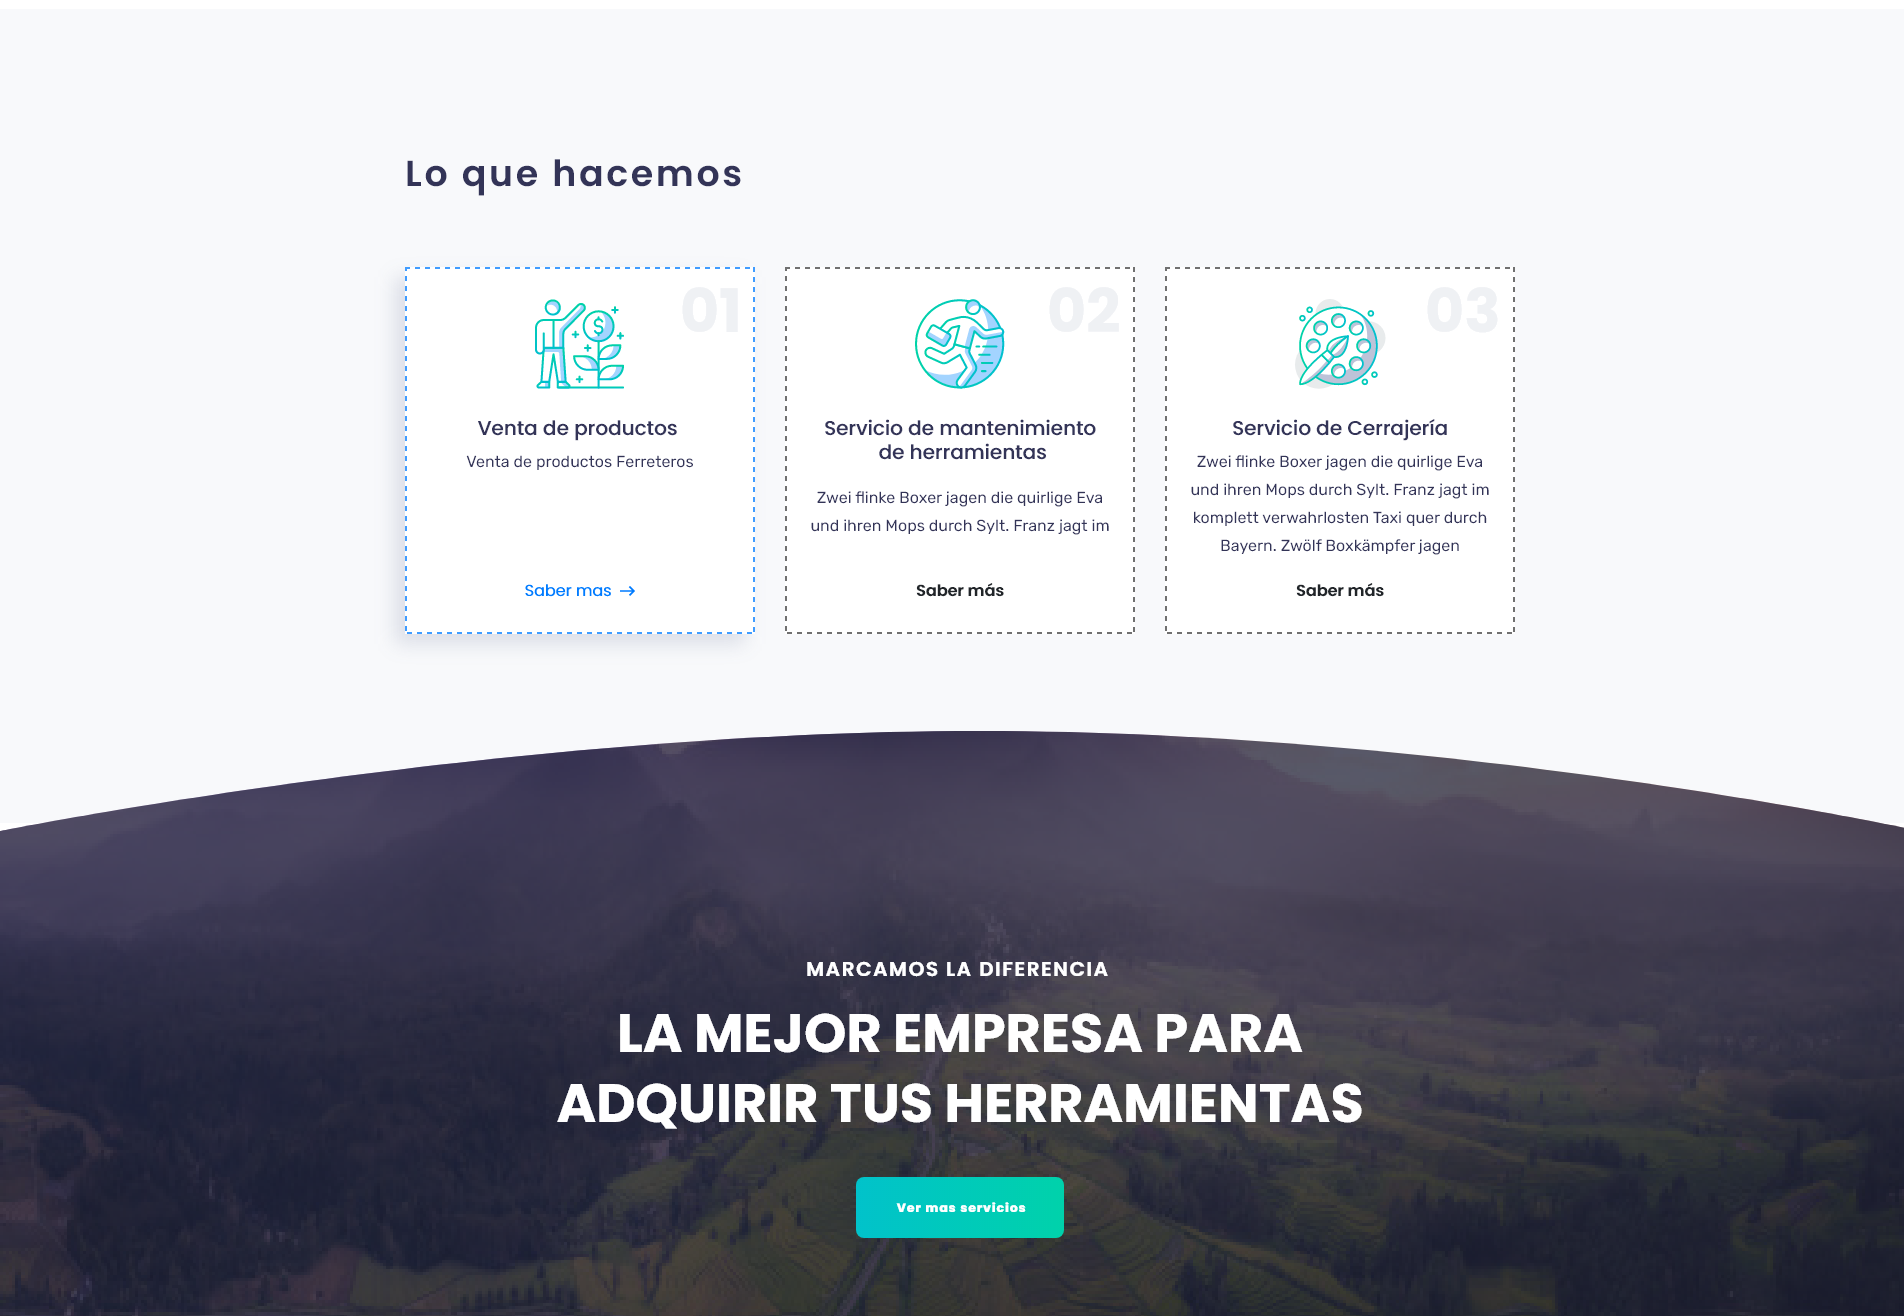 Lo que hacemos
01
Venta de productos
Venta de productos Ferreteros
Saber mas →
02
Servicio de mantenimiento
de herramientas
Zwei flinke Boxer jagen die quirlige Eva
und ihren Mops durch Sylt. Franz jagt im
Saber más
03
Servicio de Cerrajería
Zwei flinke Boxer jagen die quirlige Eva
und ihren Mops durch Sylt. Franz jagt im
komplett verwahrlosten Taxi quer durch
Bayern. Zwölf Boxkämpfer jagen
Saber más
MARCAMOS LA DIFERENCIA
LA MEJOR EMPRESA PARA
ADQUIRIR TUS HERRAMIENTAS
Ver mas servicios